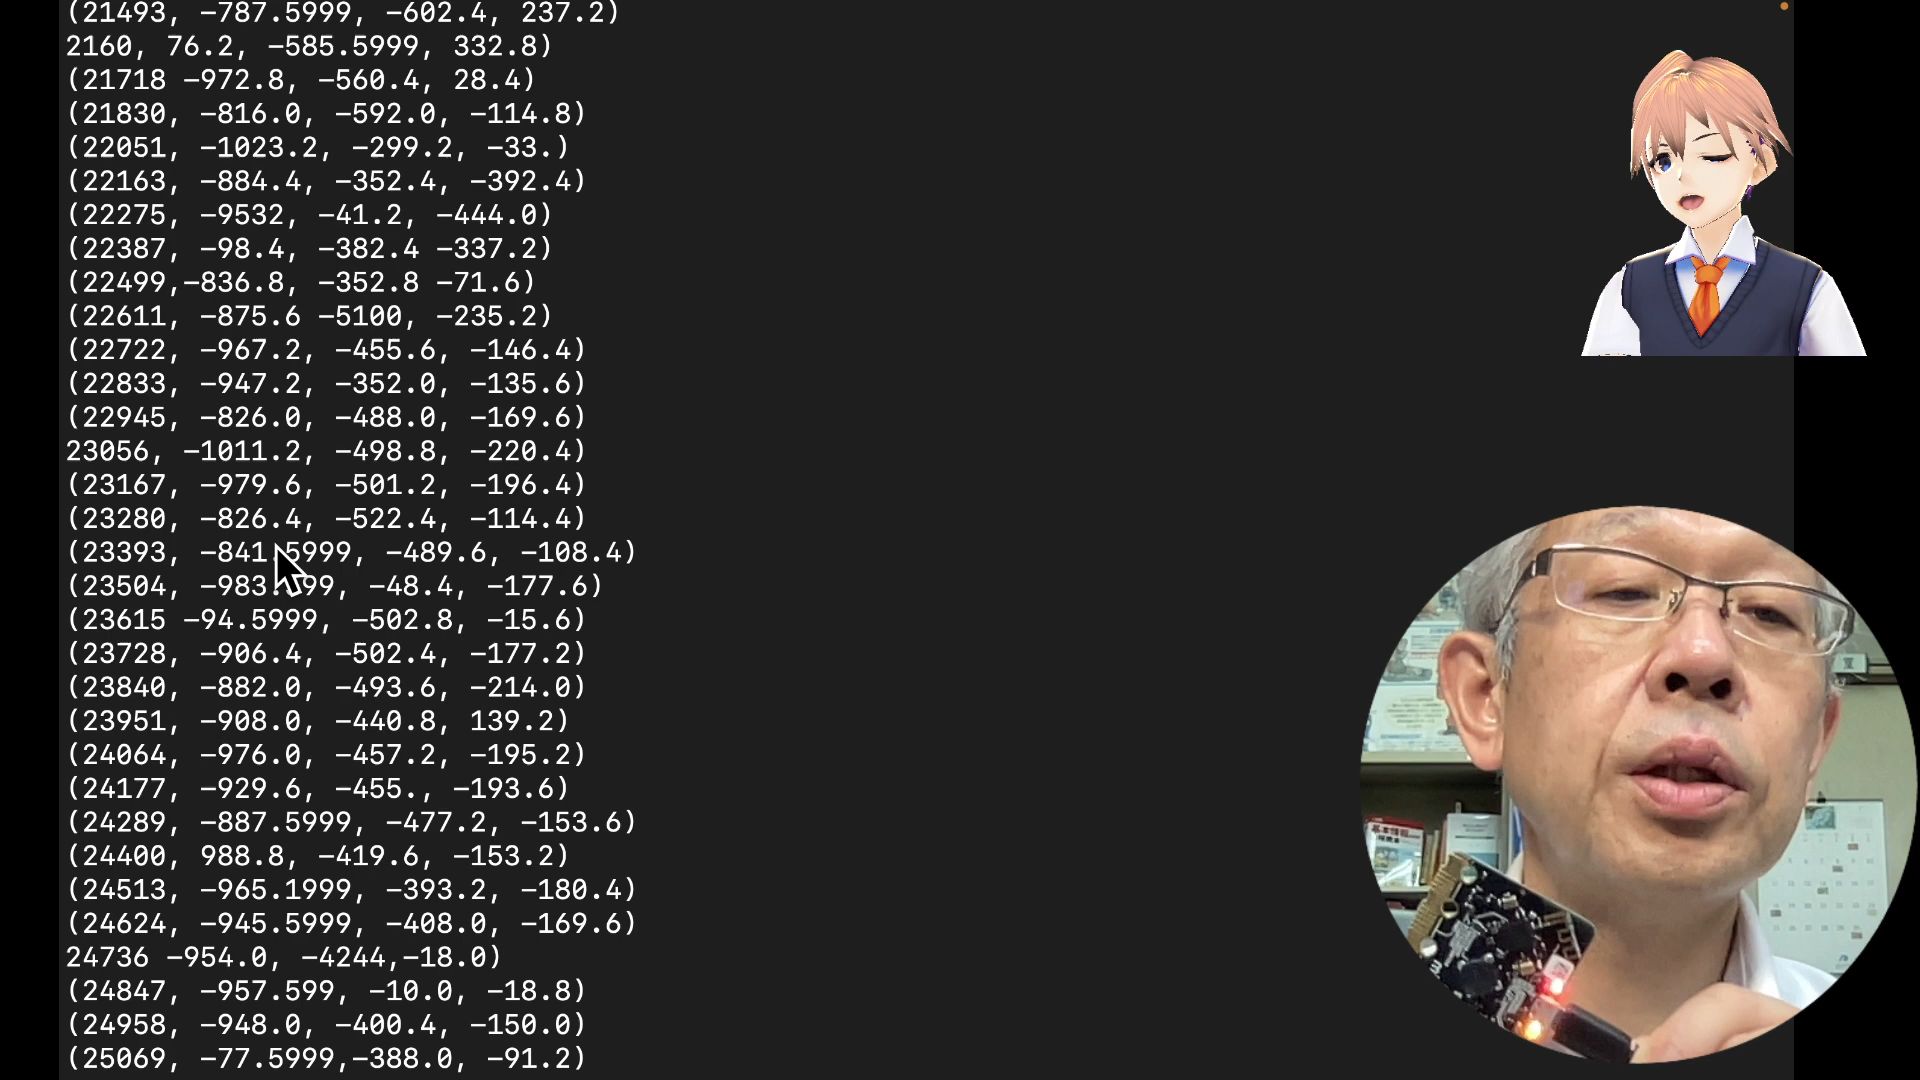 (21493, -787.5999, -602.4, 237.2)
2160, 76.2, -585.5999, 332.8)
(21718 -972.8, -560.4, 28.4)
(21830, -816.0, -592.0, -114.8)
(22051, -1023.2, -299.2, -33.)
(22163, -884.4, -352.4, -392.4)
(22275, -9532, -41.2, -444.0)
(22387, -98.4, -382.4 -337.2)
(22499,-836.8, -352.8 -71.6)
(22611, -875.6 -5100, -235.2)
(22722, -967.2, -455.6, -146.4)
(22833, -947.2, -352.0, -135.6)
(22945, -826.0, -488.0, -169.6)
23056, -1011.2, -498.8, -220.4)
(23167, -979.6, -501.2, -196.4)
(23280, -826.4, -522.4, -114.4)
(23393, -841.5999, -489.6, -108.4)
(23504, -48.4, -177.6)
(23615 -94.5999, -502.8, -15.6)
(23728, -906.4, -502.4, -177.2)
(23840, -882.0, -493.6, -214.0)
(23951, -908.0, -440.8, 139.2)
(24064, -976.0, -457.2, -195.2)
(24177, -929.6, -455., -193.6)
(24289, -887.5999, -477.2, -153.6)
(24400, 988.8, -419.6, -153.2)
(24513, -965.1999, -393.2, -180.4)
(24624, -945.5999, -408.0, -169.6)
24736 -954.0, -4244,-18.0)
(24847, -957.599, -10.0, -18.8)
(24958, -948.0, -400.4, -150.0)
(25069, -77.5999,-388.0, -91.2)